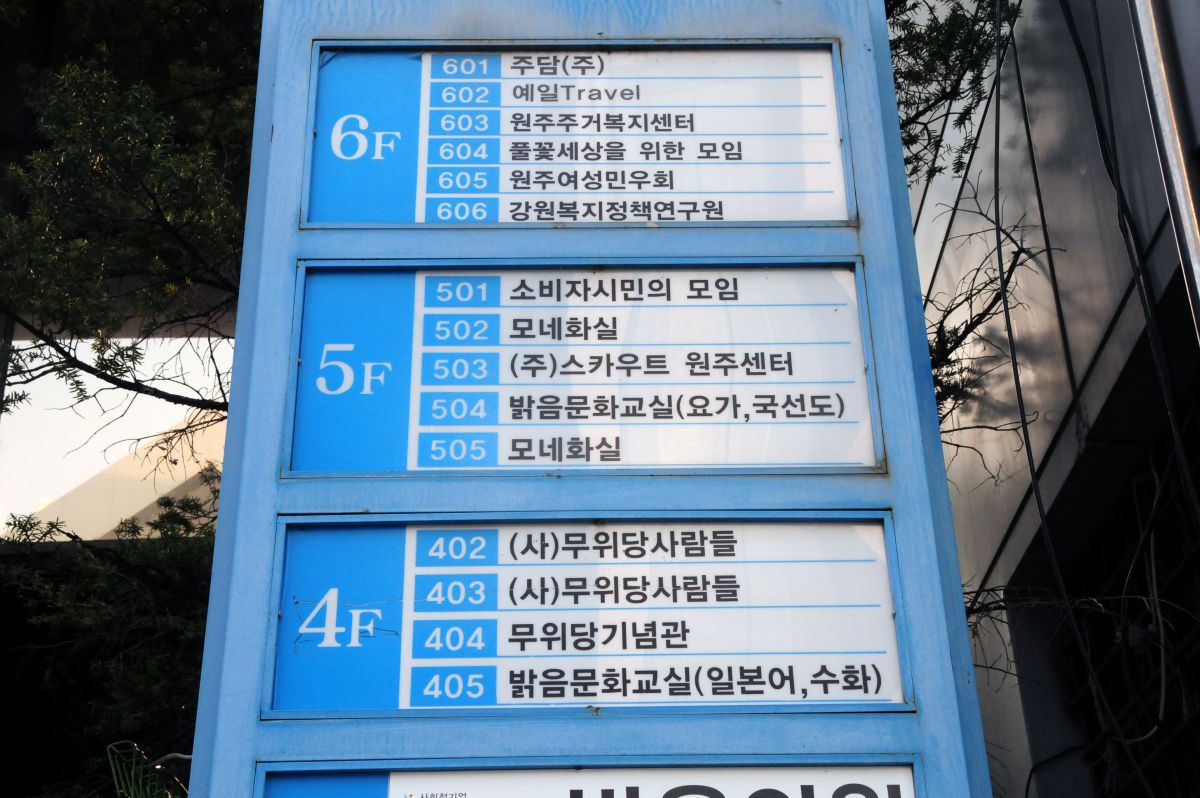 6F
601 주담(주)
602 예일Travel
603 원주주거복지센터
604 풀꽃세상을 위한 모임
605 원주여성민우회
606 강원복지정책연구원
5F
501 소비자시민의 모임
502 모네화실
503 (주)스카우트 원주센터
504 밝음문화교실(요가,국선도)
505 모네화실
4F
402 (사)무위당사람들
403 (사)무위당사람들
404 무위당기념관
405 밝음문화교실(일본어,수화)
사회적기업